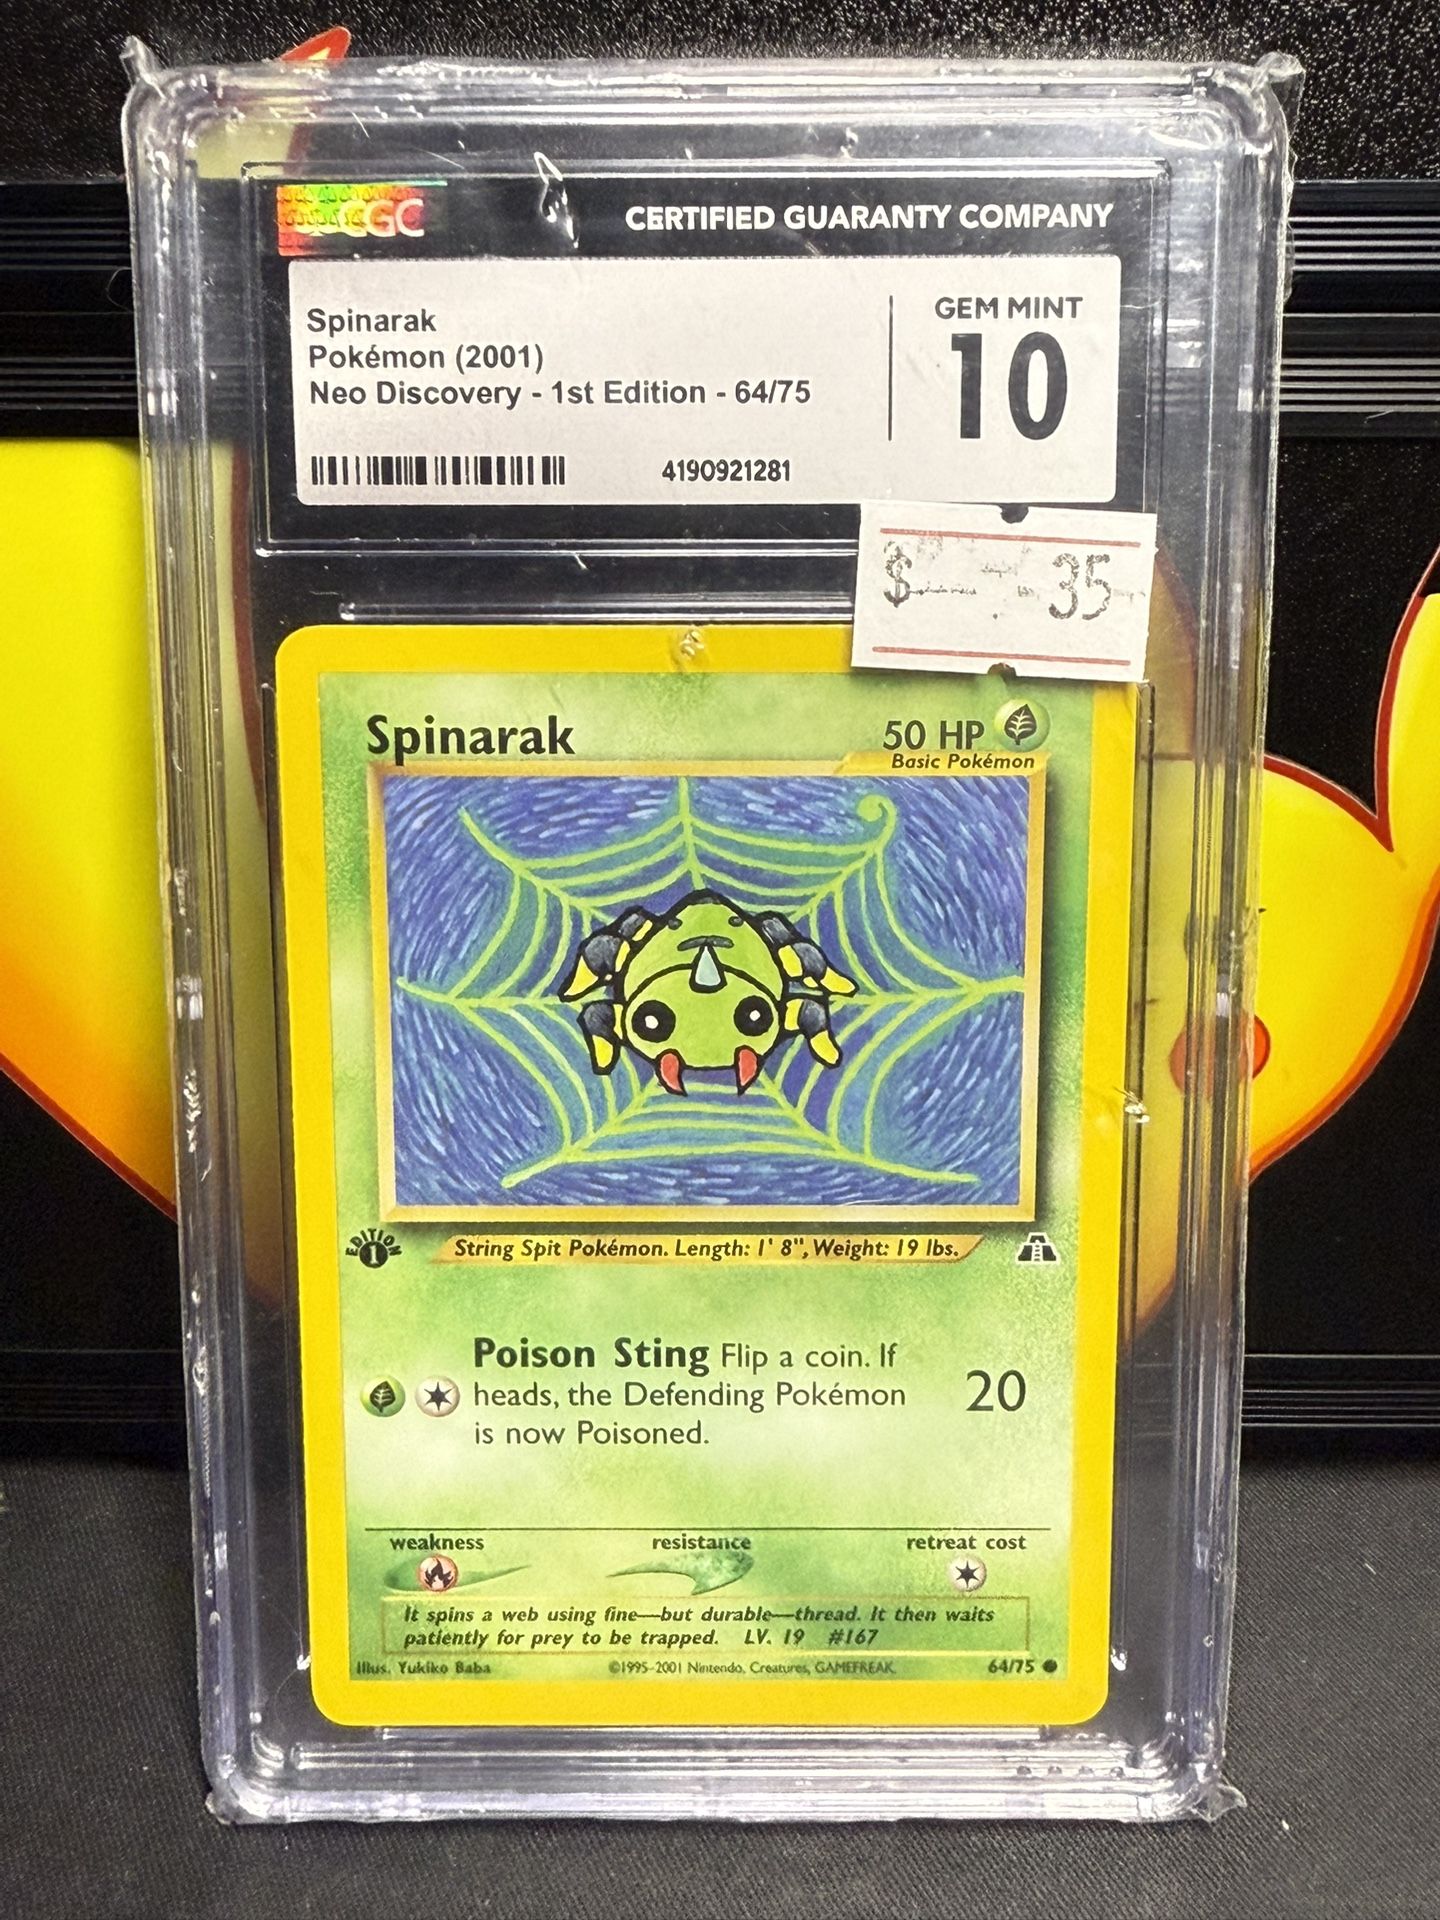 CGC
CERTIFIED GUARANTY COMPANY
Spinarak
Pokémon (2001)
Neo Discovery - 1st Edition - 64/75
GEM MINT
10
4190921281
$ 35
Spinarak
50 HP
Basic Pokémon
EDITION
1
String Spit Pokémon. Length: 1' 8", Weight: 19 lbs.
Poison Sting Flip a coin. If
heads, the Defending Pokémon
is now Poisoned.
20
weakness
resistance
retreat cost
It spins a web using fine—but durable—thread. It then waits
patiently for prey to be trapped. LV. 19 #167
Illus. Yukiko Baba
©1995-2001 Nintendo, Creatures, GAMEFREAK.
64/75